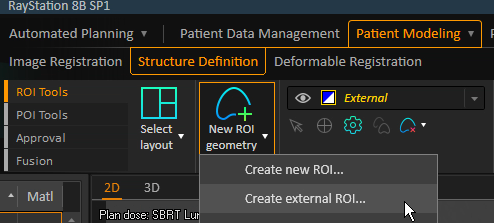 RayStation 8B SP1
Automated Planning
Patient Data Management
Patient Modeling
Image Registration
Structure Definition
Deformable Registration
ROI Tools
POI Tools
Approval
Fusion
Select
layout
New ROI
geometry
External
Create new ROI...
Create external ROI...
Matl
2D
3D
Plan dose: SBRT